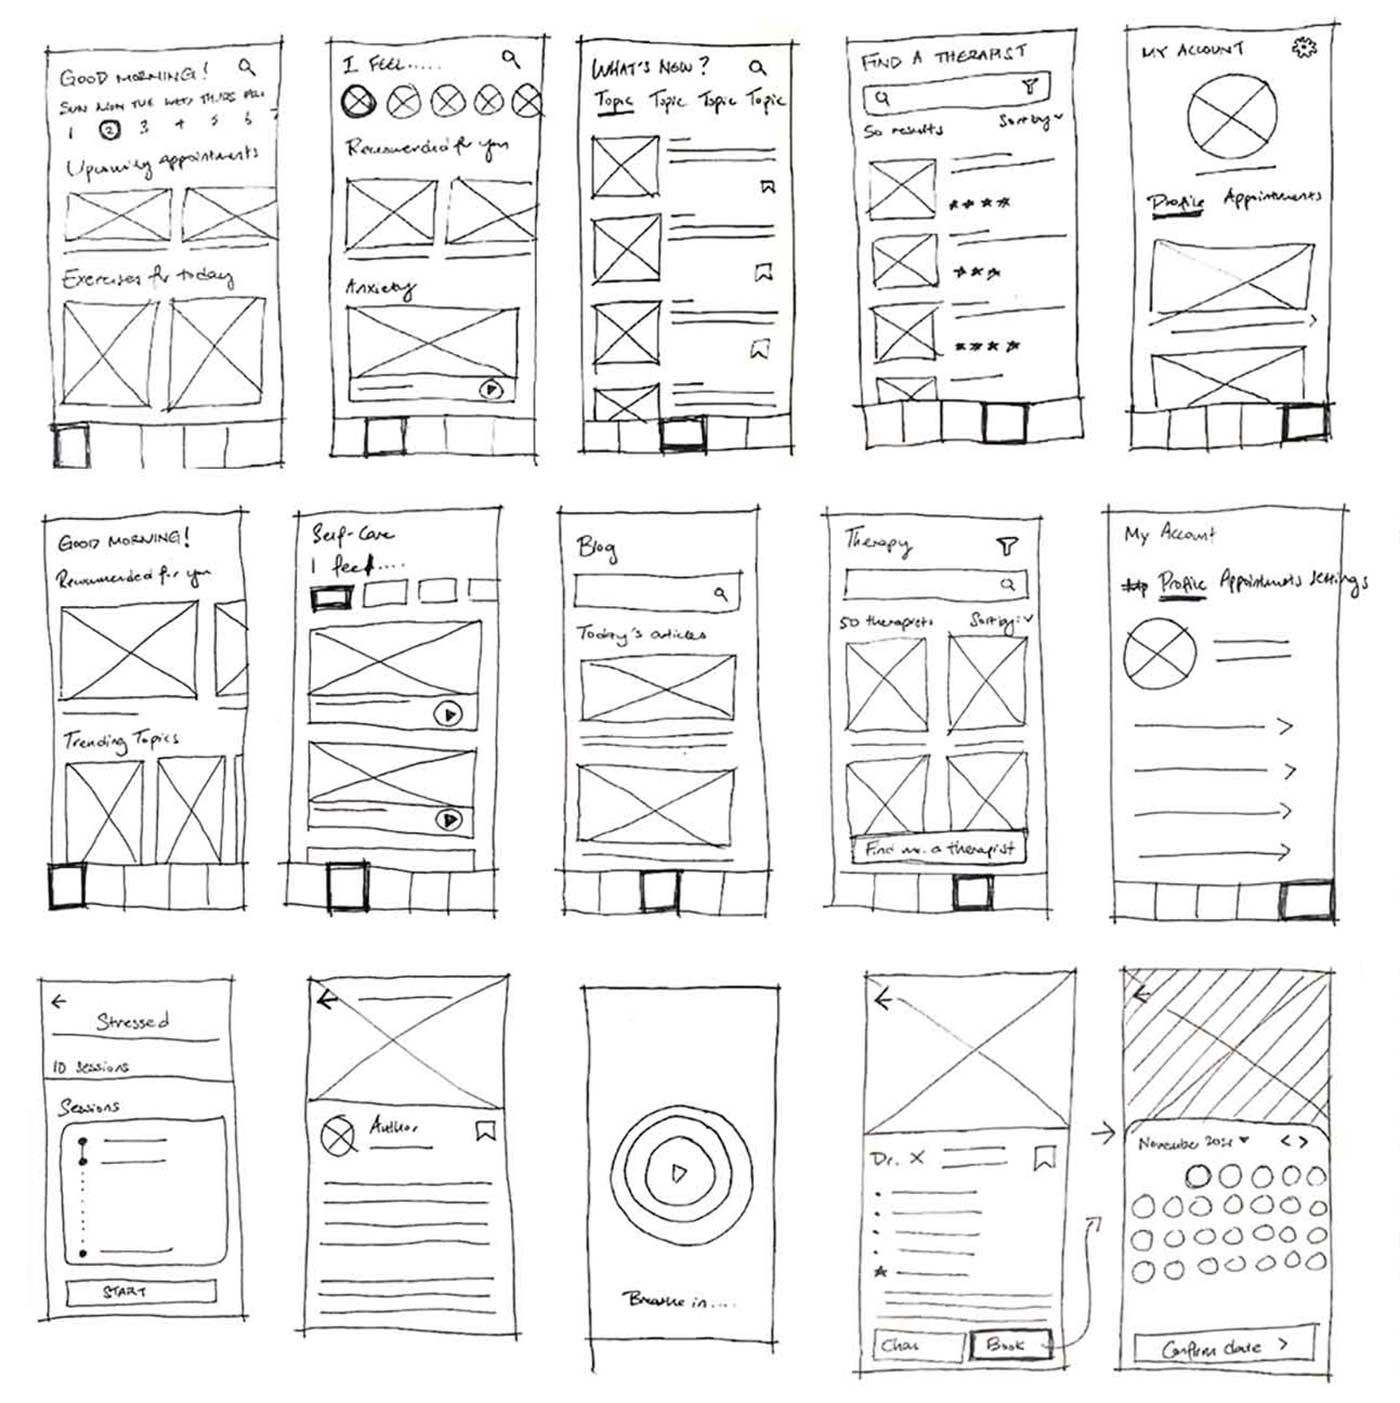 GOOD MORNING!
SUN MON TUE WED THURS FRI
1 2 3 4 5 6 7
Upcoming appointments
Exercises for today
I FEEL.....
Recommended for you
Anxiety
WHAT'S NEW?
Topic Topic Topic Topic
FIND A THERAPIST
50 results Sort by
MY ACCOUNT
Profile Appointments
GOOD MORNING!
Recommended for you
Trending Topics
Self-Care
I feel....
Blog
Today's articles
Therapy
50 therapists Sort by:
Find me a therapist
My Account
Profile Appointments Settings
Stressed
10 sessions
Sessions
START
Author
Breathe in....
Dr. X
Chat Book
November 2021
Confirm date >